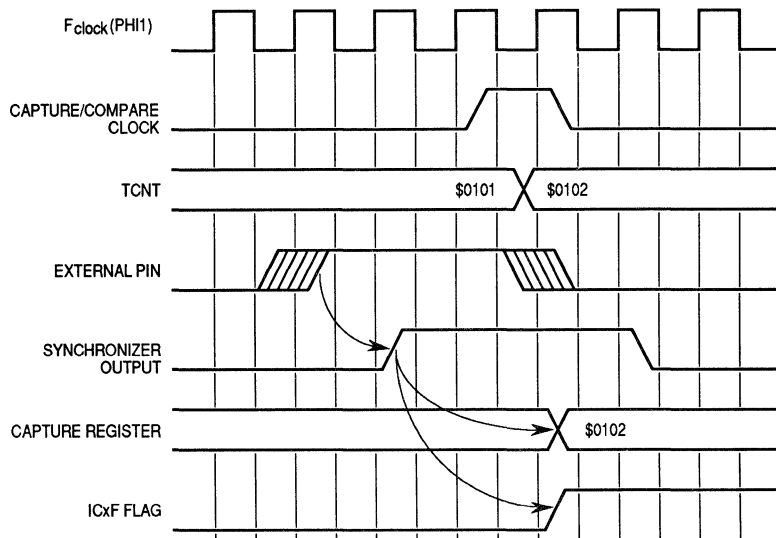 Fclock (PHI1)
CAPTURE/COMPARE
CLOCK
TCNT
$0101
$0102
EXTERNAL PIN
SYNCHRONIZER
OUTPUT
CAPTURE REGISTER
$0102
ICxF FLAG